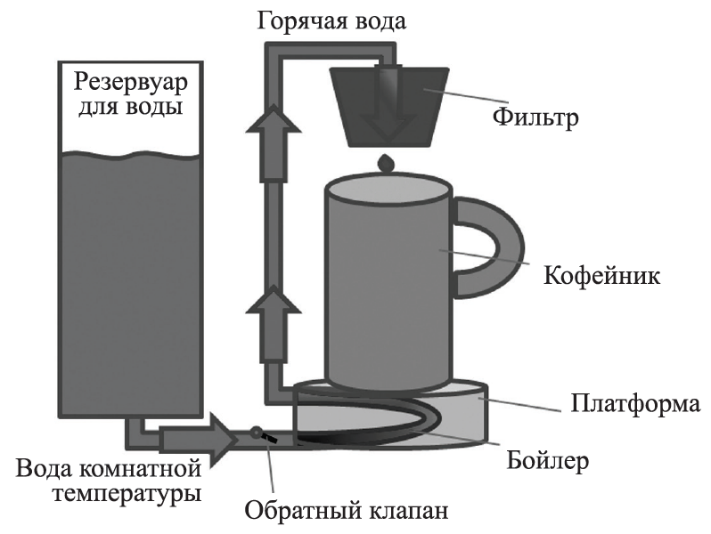 Горячая вода
Резервуар
для воды
Фильтр
Кофейник
Платформа
Бойлер
Вода комнатной
температуры
Обратный клапан